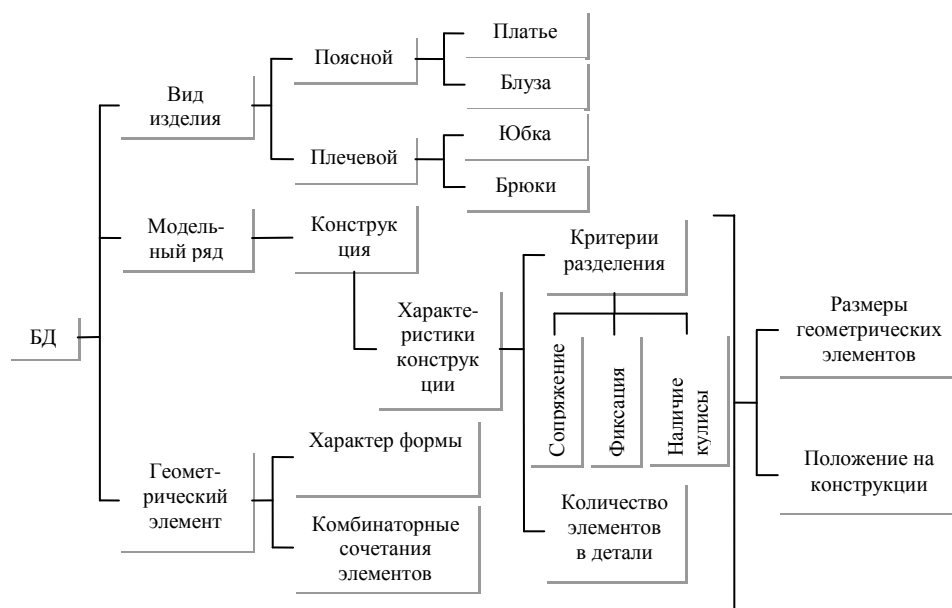 БД
Вид
изделия
Поясной
Платье
Блуза
Плечевой
Юбка
Брюки
Модель-
ный ряд
Конструк
ция
Характе-
ристики
конструк
ции
Критерии
разделения
Сопряжение
Фиксация
Наличие
кулисы
Количество
элементов
в детали
Геомет-
рический
элемент
Характер формы
Комбинаторные
сочетания
элементов
Размеры
геометрических
элементов
Положение на
конструкции